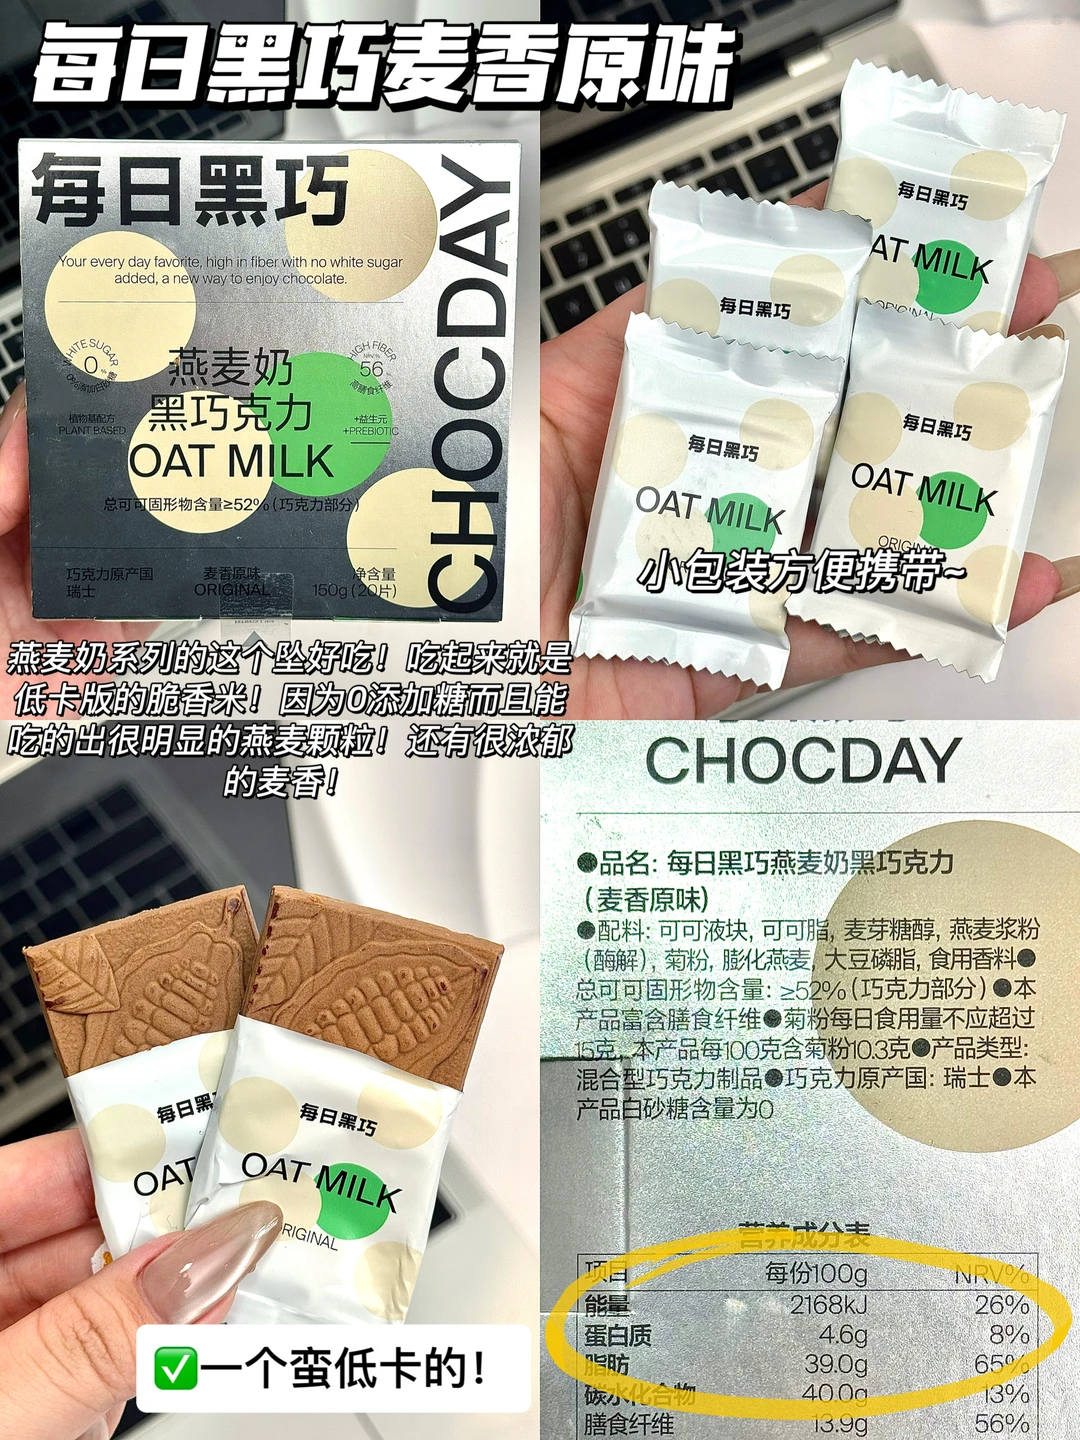 每日黑巧麦香原味
每日黑巧
CHOCDAY
Your every day favorite, high in fiber with no white sugar
added, a new way to enjoy chocolate.
WHITE SUGAR
0%
0%添加白砂糖
HIGH FIBER
NRV%
56
高膳食纤维
燕麦奶
黑巧克力
OAT MILK
植物基配方
PLANT BASED
+益生元
+PREBIOTIC
总可可固形物含量≥52%(巧克力部分)
巧克力原产国
瑞士
麦香原味
ORIGINAL
净含量
150g(20片)
每日黑巧
OAT MILK
ORIGINAL
每日黑巧
每日黑巧
OAT MILK
每日黑巧
OAT MILK
小包装方便携带~
燕麦奶系列的这个坠好吃！吃起来就是
低卡版的脆香米！因为0添加糖而且能
吃的出很明显的燕麦颗粒！还有很浓郁
的麦香！
每日黑巧
OAT
每日黑巧
OAT MILK
ORIGINAL
✅一个蛮低卡的！
CHOCDAY
●品名: 每日黑巧燕麦奶黑巧克力
(麦香原味)
●配料: 可可液块, 可可脂, 麦芽糖醇, 燕麦浆粉
(酶解), 菊粉, 膨化燕麦, 大豆磷脂, 食用香料●
总可可固形物含量: ≥52%(巧克力部分)●本
产品富含膳食纤维●菊粉每日食用量不应超过
15克, 本产品每100克含菊粉10.3克●产品类型:
混合型巧克力制品●巧克力原产国: 瑞士●本
产品白砂糖含量为0
营养成分表
项目 每份100g NRV%
能量 2168kJ 26%
蛋白质 4.6g 8%
脂肪 39.0g 65%
碳水化合物 40.0g 13%
膳食纤维 13.9g 56%